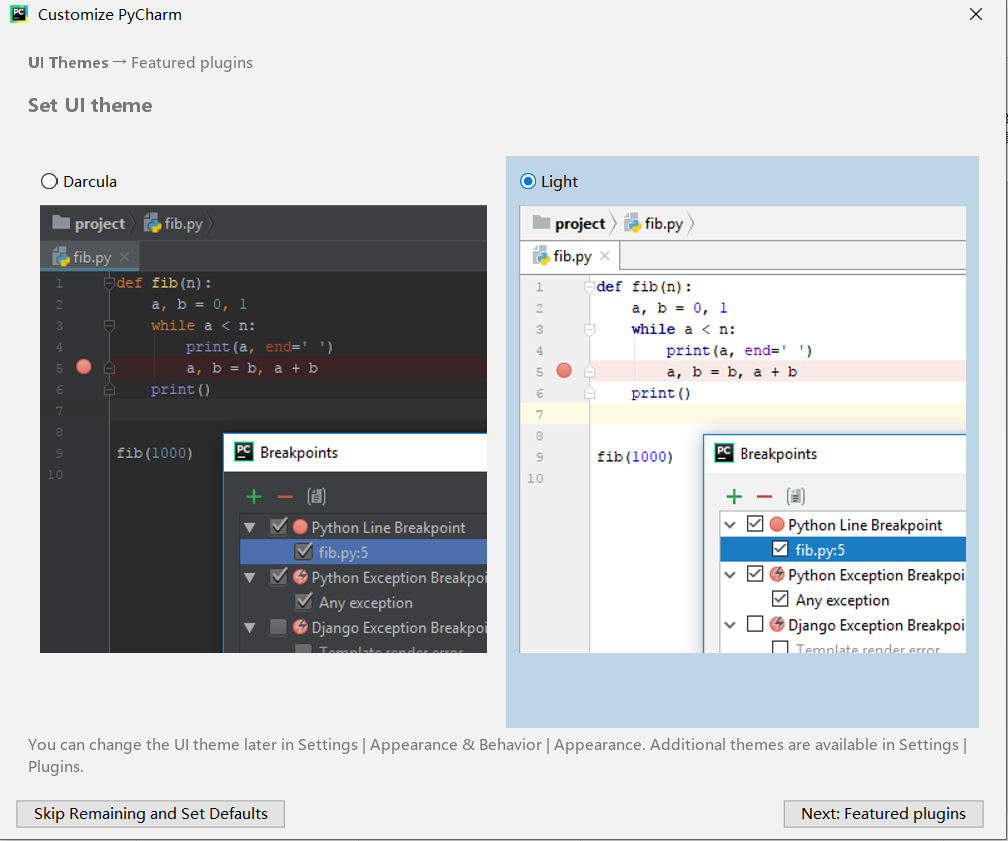 PC Customize PyCharm
UI Themes → Featured plugins
Set UI theme
Darcula
project fib.py
fib.py
1 def fib(n):
2 a, b = 0, 1
3 while a < n:
4 print(a, end=' ')
5 a, b = b, a + b
6 print()
7
8
9 fib(1000)
10
PC Breakpoints
Python Line Breakpoint
fib.py:5
Python Exception Breakpoi
Any exception
Django Exception Breakpoi
Template render error
Light
project fib.py
fib.py
1 def fib(n):
2 a, b = 0, 1
3 while a < n:
4 print(a, end=' ')
5 a, b = b, a + b
6 print()
7
8
9 fib(1000)
10
PC Breakpoints
Python Line Breakpoint
fib.py:5
Python Exception Breakpoi
Any exception
Django Exception Breakpoi
Template render error
You can change the UI theme later in Settings | Appearance & Behavior | Appearance. Additional themes are available in Settings |
Plugins.
Skip Remaining and Set Defaults
Next: Featured plugins